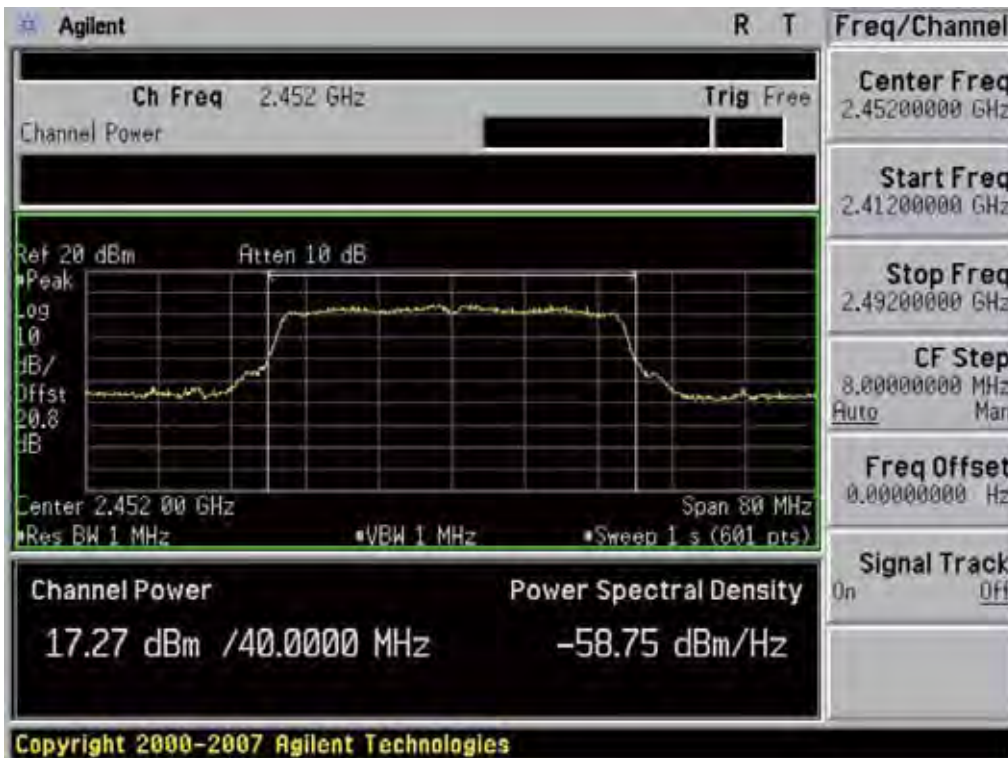 Agilent R T Freq/Channel
Ch Freq 2.452 GHz Trig Free
Channel Power
Center Freq
2.45200000 GHz
Start Freq
2.41200000 GHz
Stop Freq
2.49200000 GHz
CF Step
8.00000000 MHz
Auto Man
Freq Offset
0.00000000 Hz
Signal Track
On Off
Ref 20 dBm Atten 10 dB
Peak
Log
10
dB/
Offst
20.8
dB
Center 2.452 00 GHz Span 80 MHz
Res BW 1 MHz VBW 1 MHz Sweep 1 s (601 pts)
Channel Power Power Spectral Density
17.27 dBm /40.0000 MHz -58.75 dBm/Hz
Copyright 2000-2007 Agilent Technologies